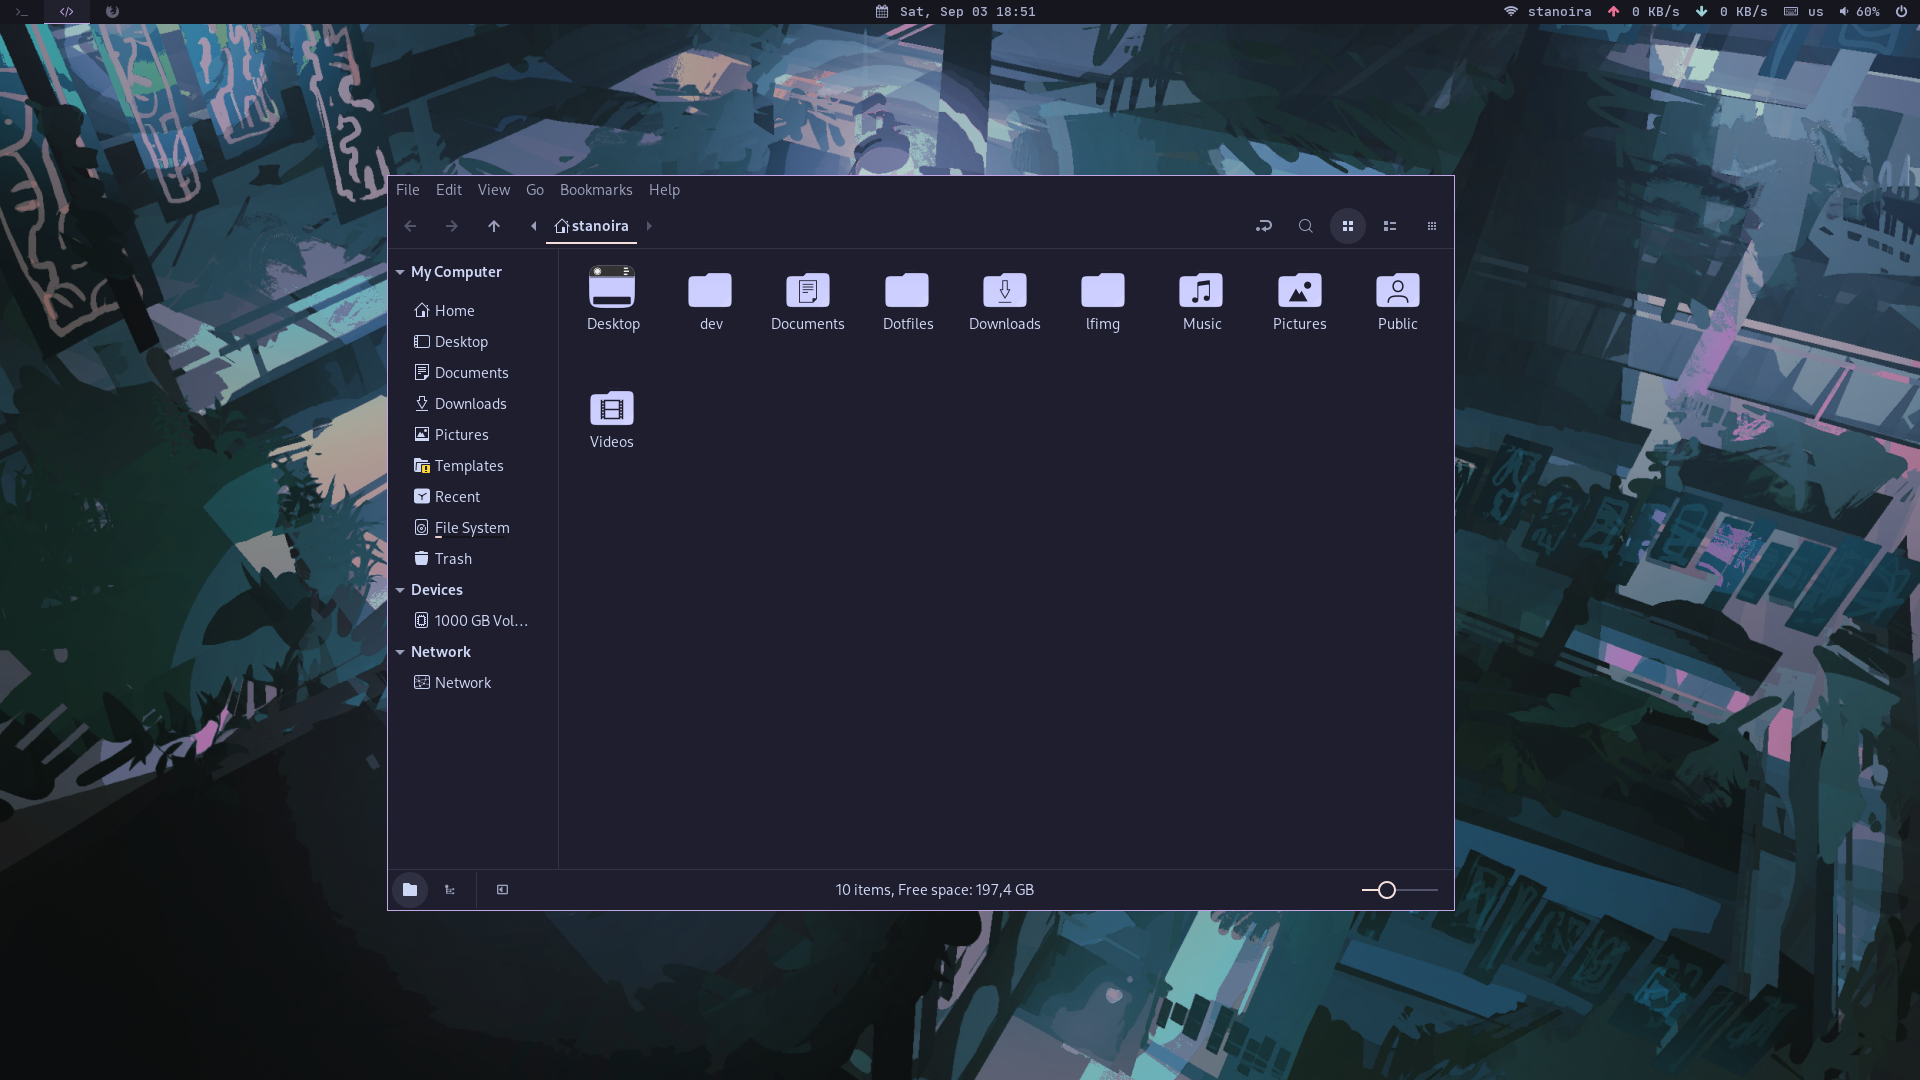 >_ </> Sat, Sep 03 18:51 stanoira 0 KB/s 0 KB/s us 60%
File Edit View Go Bookmarks Help
stanoira
My Computer
Home
Desktop
Documents
Downloads
Pictures
Templates
Recent
File System
Trash
Devices
1000 GB Vol...
Network
Network
Desktop dev Documents Dotfiles Downloads lfimg Music Pictures Public
Videos
10 items, Free space: 197,4 GB